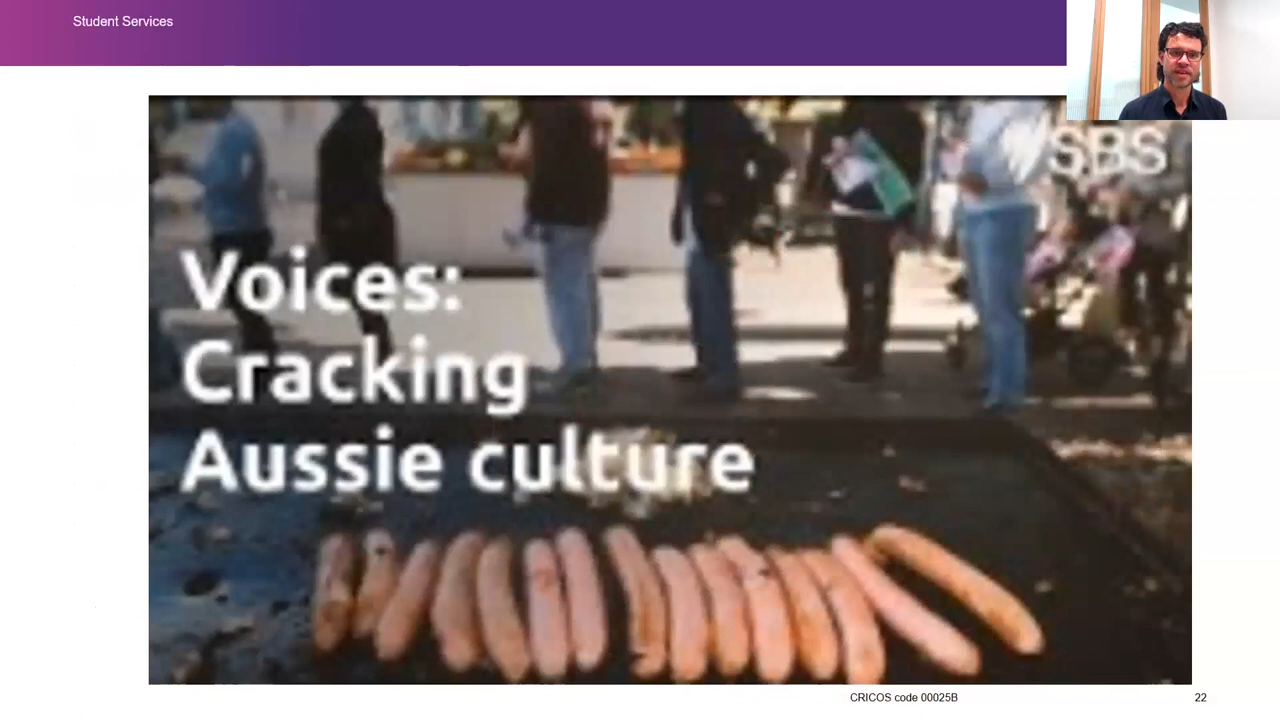 Student Services
SBS
Voices:
Cracking
Aussie culture
CRICOS code 00025B
22